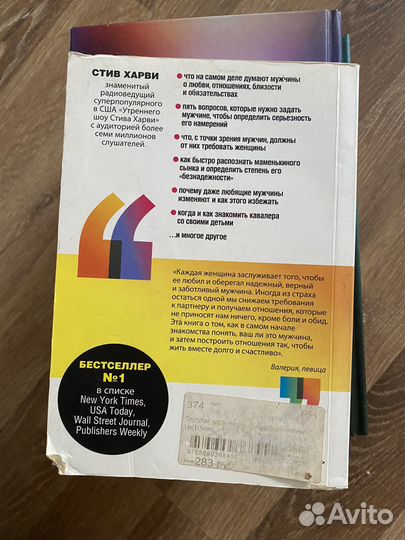 СТИВ ХАРВИ
знаменитый
радиоведущий
суперпопулярного
в США «Утреннего
шоу Стива Харви»
с аудиторией более
семи миллионов
слушателей.
что на самом деле думают мужчины
о любви, отношениях, близости
и обязательствах
пять вопросов, которые нужно задать
мужчине, чтобы определить серьезность
его намерений
что, с точки зрения мужчин, должны
от них требовать женщины
как быстро распознать маменькиного
сынка и определить степень его
«безнадежности»
почему даже любящие мужчины
изменяют и как этого избежать
когда и как знакомить кавалера
со своими детьми
...и многое другое
«Каждая женщина заслуживает того, чтобы
ее любил и оберегал надежный, верный
и заботливый мужчина. Иногда из страха
остаться одной мы снижаем требования
к партнеру и получаем отношения, которые
не приносят нам ничего, кроме боли и обид.
Эта книга о том, как в самом начале
знакомства понять, ваш ли это мужчина,
и затем построить отношения так, чтобы
жить вместе долго и счастливо».
Валерия, певица
БЕСТСЕЛЛЕР
№1
в списке
New York Times,
USA Today,
Wall Street Journal,
Publishers Weekly
374
283 руб
Avito